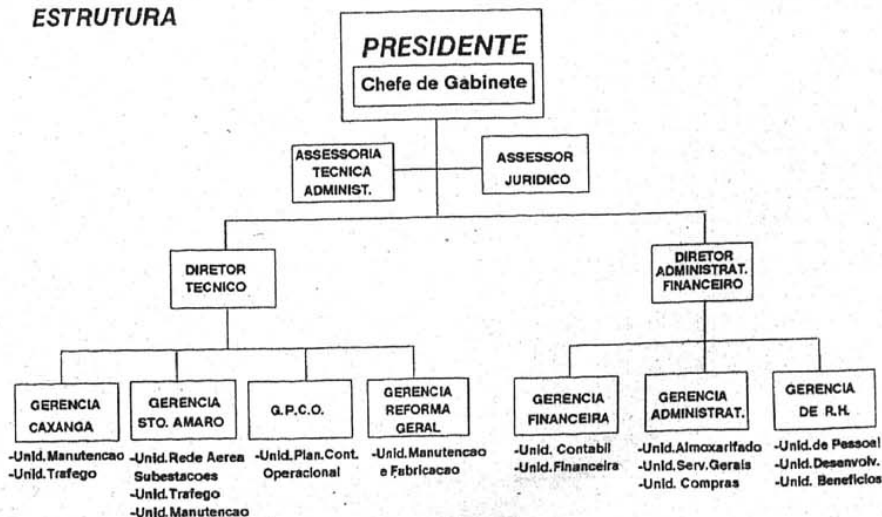 ESTRUTURA
PRESIDENTE
Chefe de Gabinete
ASSESSORIA
TECNICA
ADMINIST.
ASSESSOR
JURIDICO
DIRETOR
TECNICO
DIRETOR
ADMINISTRAT.
FINANCEIRO
GERENCIA
CAXANGA
-Unid.Manutencao
-Unid.Trafego
GERENCIA
STO. AMARO
-Unid.Rede Aerea
Subestacoes
-Unid.Trafego
-Unid.Manutencao
G.P.C.O.
-Unid.Plan.Cont.
Operacional
GERENCIA
REFORMA
GERAL
-Unid.Manutencao
e Fabricacao
GERENCIA
FINANCEIRA
-Unid. Contabil
-Unid.Financeira
GERENCIA
ADMINISTRAT.
-Unid.Almoxarifado
-Unid.Serv.Gerais
-Unid. Compras
GERENCIA
DE R.H.
-Unid.de Pessoal
-Unid.Desenvolv.
-Unid. Beneficios